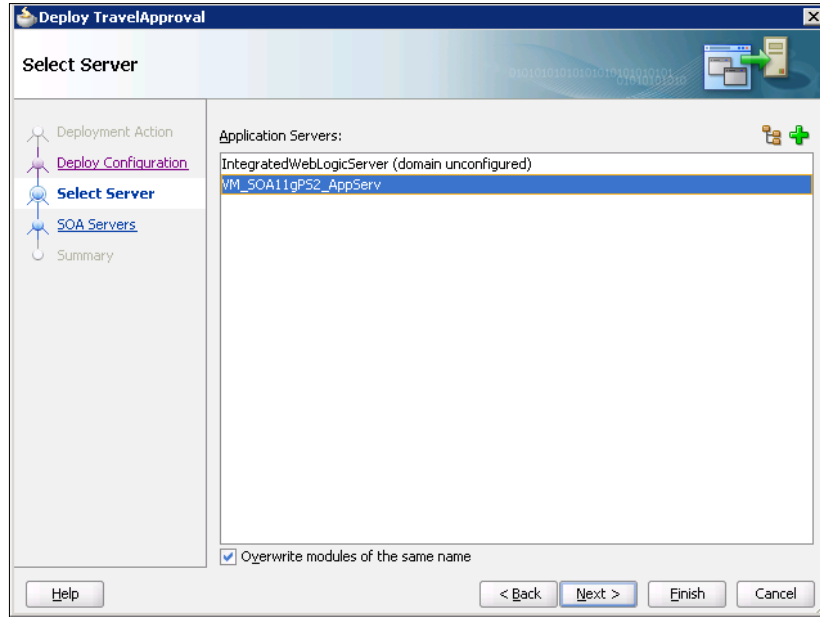 Deploy TravelApproval
Select Server
Deployment Action
Deploy Configuration
Select Server
SOA Servers
Summary
Application Servers:
IntegratedWebLogicServer (domain unconfigured)
VM_SOA11gPS2_AppServ
Overwrite modules of the same name
Help
< Back
Next >
Finish
Cancel